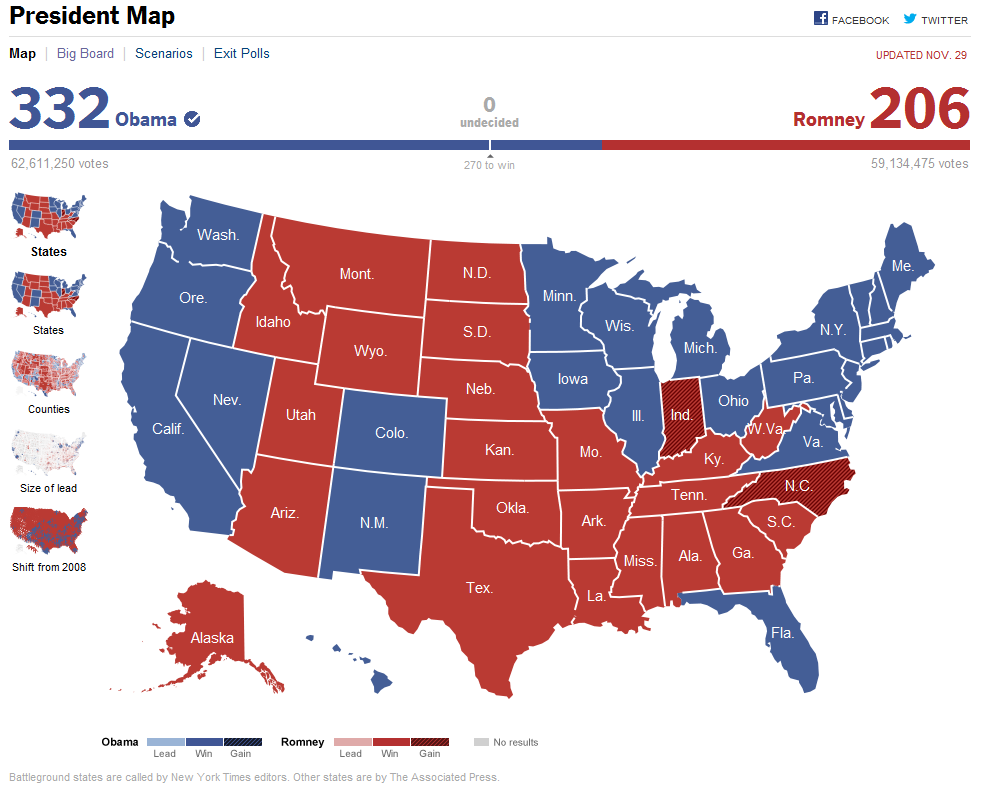 President Map
FACEBOOK TWITTER
Map Big Board Scenarios Exit Polls
UPDATED NOV. 29
332 Obama
0
undecided
Romney 206
62,611,250 votes
270 to win
59,134,475 votes
States
States
Counties
Size of lead
Shift from 2008
Wash.
Ore.
Idaho
Mont.
N.D.
S.D.
Wyo.
Neb.
Minn.
Wis.
Iowa
Mich.
Me.
N.Y.
Pa.
Nev.
Utah
Calif.
Colo.
Kan.
Mo.
Ill.
Ind.
Ohio
W.Va.
Va.
Ky.
N.C.
Tenn.
S.C.
Ariz.
N.M.
Okla.
Ark.
Miss.
Ala.
Ga.
Tex.
La.
Fla.
Alaska
Obama Lead Win Gain
Romney Lead Win Gain
No results
Battleground states are called by New York Times editors. Other states are by The Associated Press.